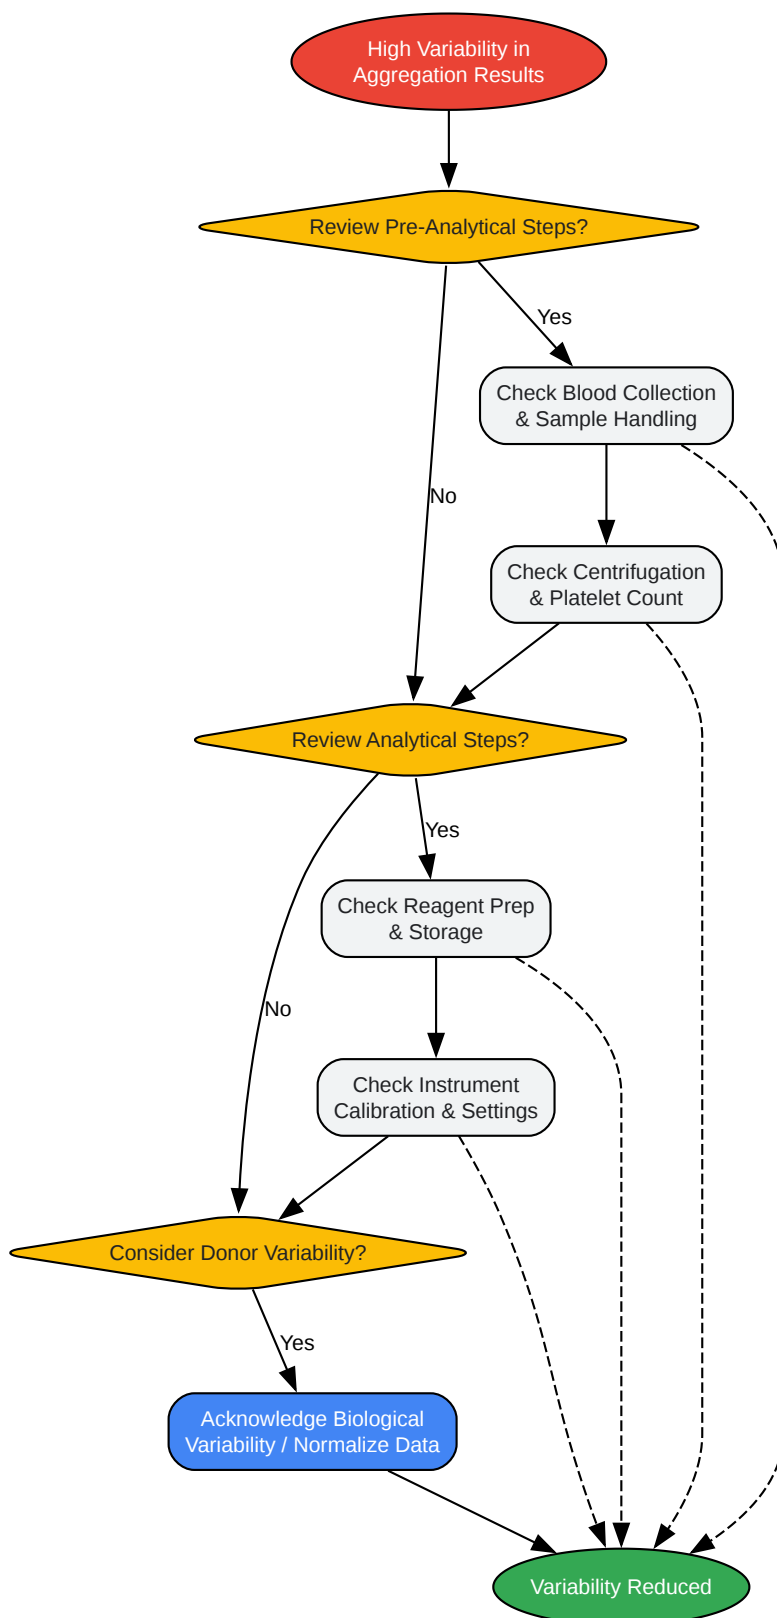 High Variability in
Aggregation Results
Review Pre-Analytical Steps?
Yes
Check Blood Collection
& Sample Handling
No
Check Centrifugation
& Platelet Count
Review Analytical Steps?
Yes
Check Reagent Prep
& Storage
No
Check Instrument
Calibration & Settings
Consider Donor Variability?
Yes
Acknowledge Biological
Variability / Normalize Data
Variability Reduced